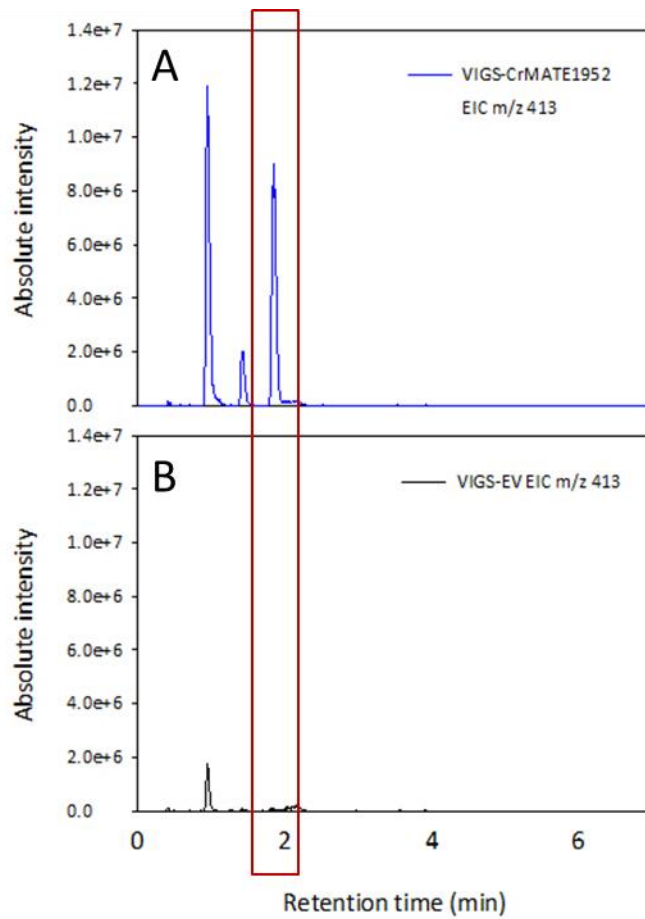 A
VIGS-CrMATE1952
EIC m/z 413
Absolute intensity
1.4e+7
1.2e+7
1.0e+7
8.0e+6
6.0e+6
4.0e+6
2.0e+6
0.0
B
VIGS-EV EIC m/z 413
Absolute intensity
1.4e+7
1.2e+7
1.0e+7
8.0e+6
6.0e+6
4.0e+6
2.0e+6
0.0
0 2 4 6
Retention time (min)